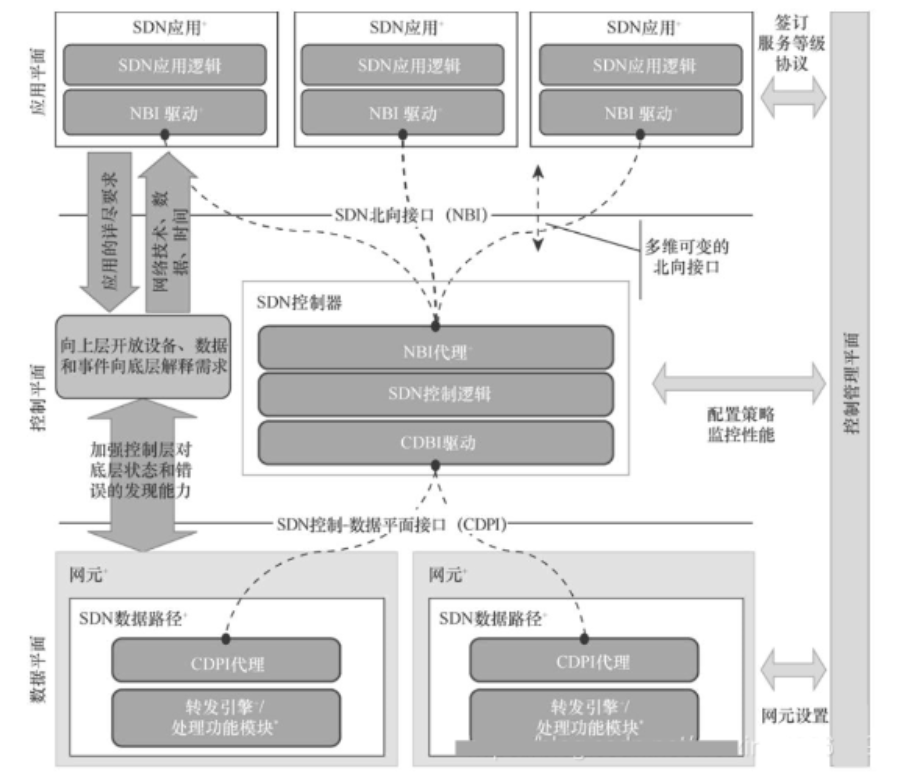 SDN应用+
SDN应用+
SDN应用+
签订
服务等级
协议
SDN应用逻辑
SDN应用逻辑
SDN应用逻辑
NBI 驱动+
NBI 驱动+
NBI 驱动+
应用平面
应用的详尽要求
网络技术、数
据、时间
SDN北向接口（NBI）
多维可变的
北向接口
SDN控制器
向上层开放设备、数据
和事件向底层解释需求
NBI代理+
SDN控制逻辑
CDBI驱动
控制平面
控制管理平面
配置策略
监控性能
加强控制层对
底层状态和错
误的发现能力
SDN控制-数据平面接口（CDPI）
网元+
网元+
SDN数据路径+
SDN数据路径+
CDPI代理
CDPI代理
转发引擎+/
处理功能模块*
转发引擎+/
处理功能模块*
数据平面
网元设置